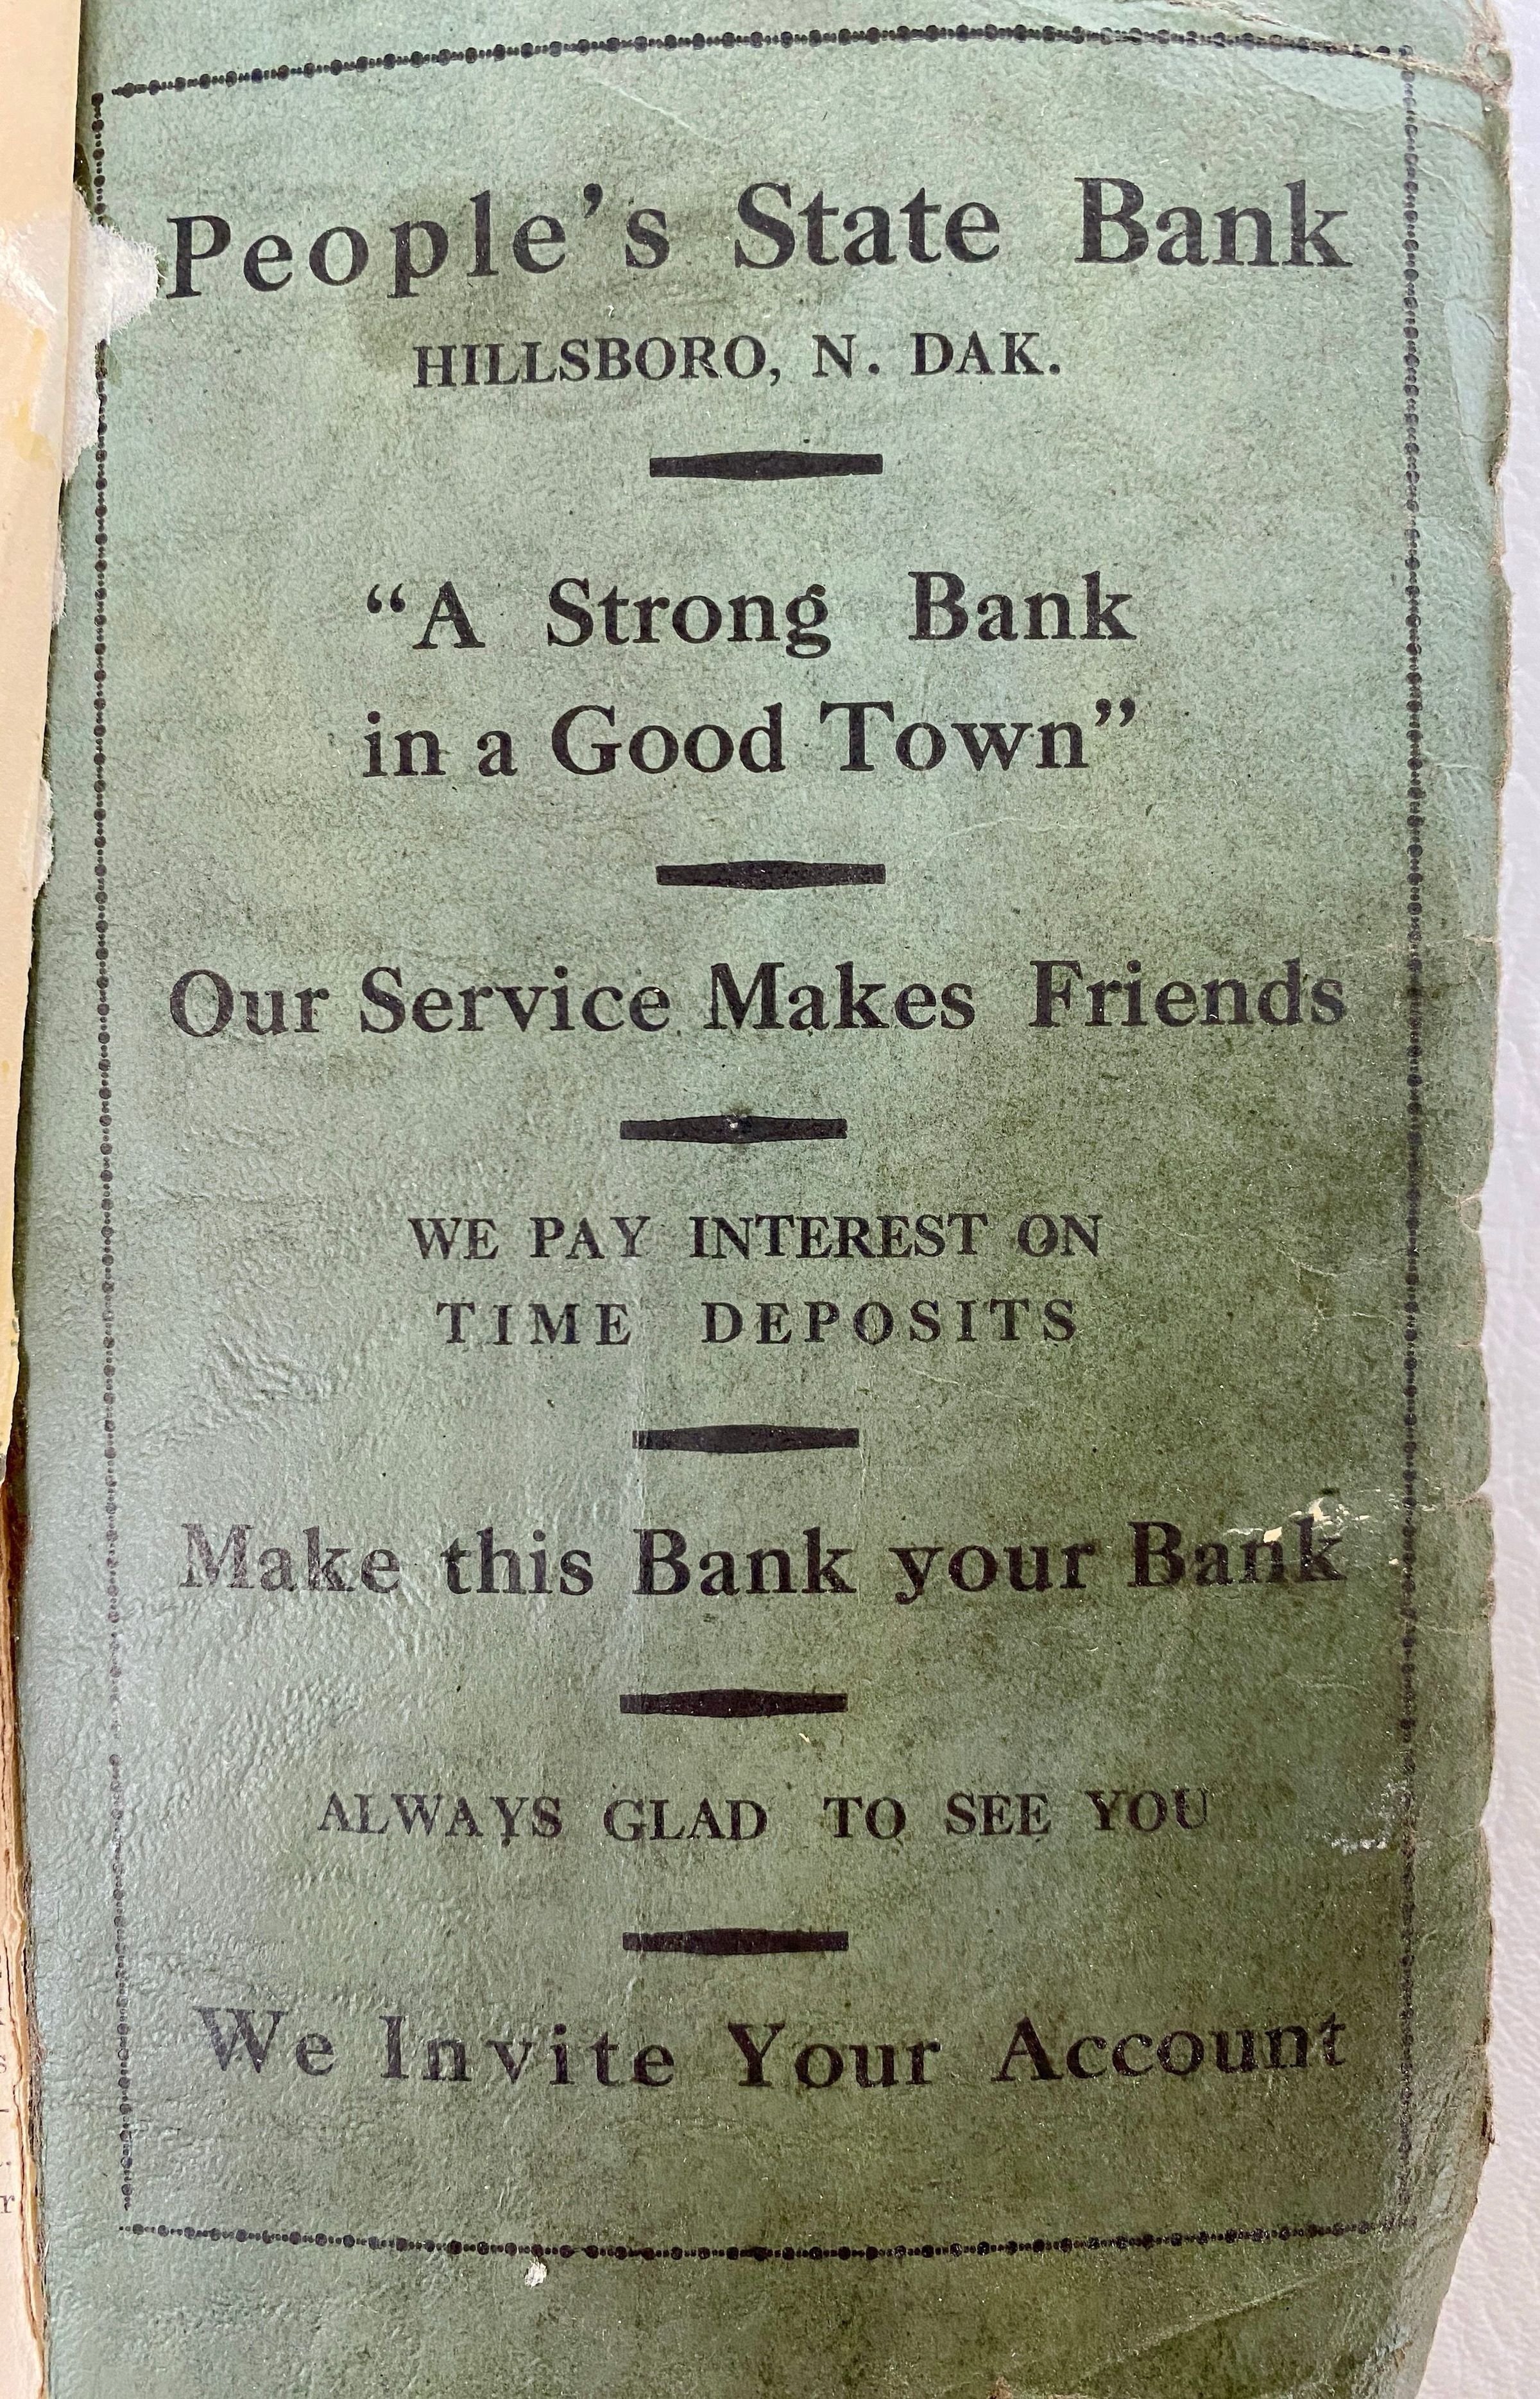 People's State Bank
HILLSBORO, N. DAK.
“A Strong Bank
in a Good Town”
Our Service Makes Friends
WE PAY INTEREST ON
TIME DEPOSITS
Make this Bank your Bank
ALWAYS GLAD TO SEE YOU
We Invite Your Account